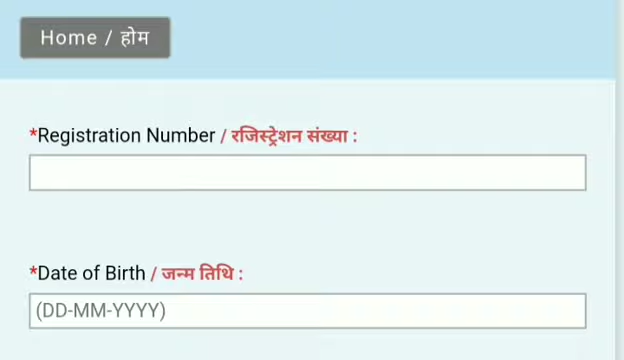 Home / होम
*Registration Number / रजिस्ट्रेशन संख्या :
*Date of Birth / जन्म तिथि :
(DD-MM-YYYY)